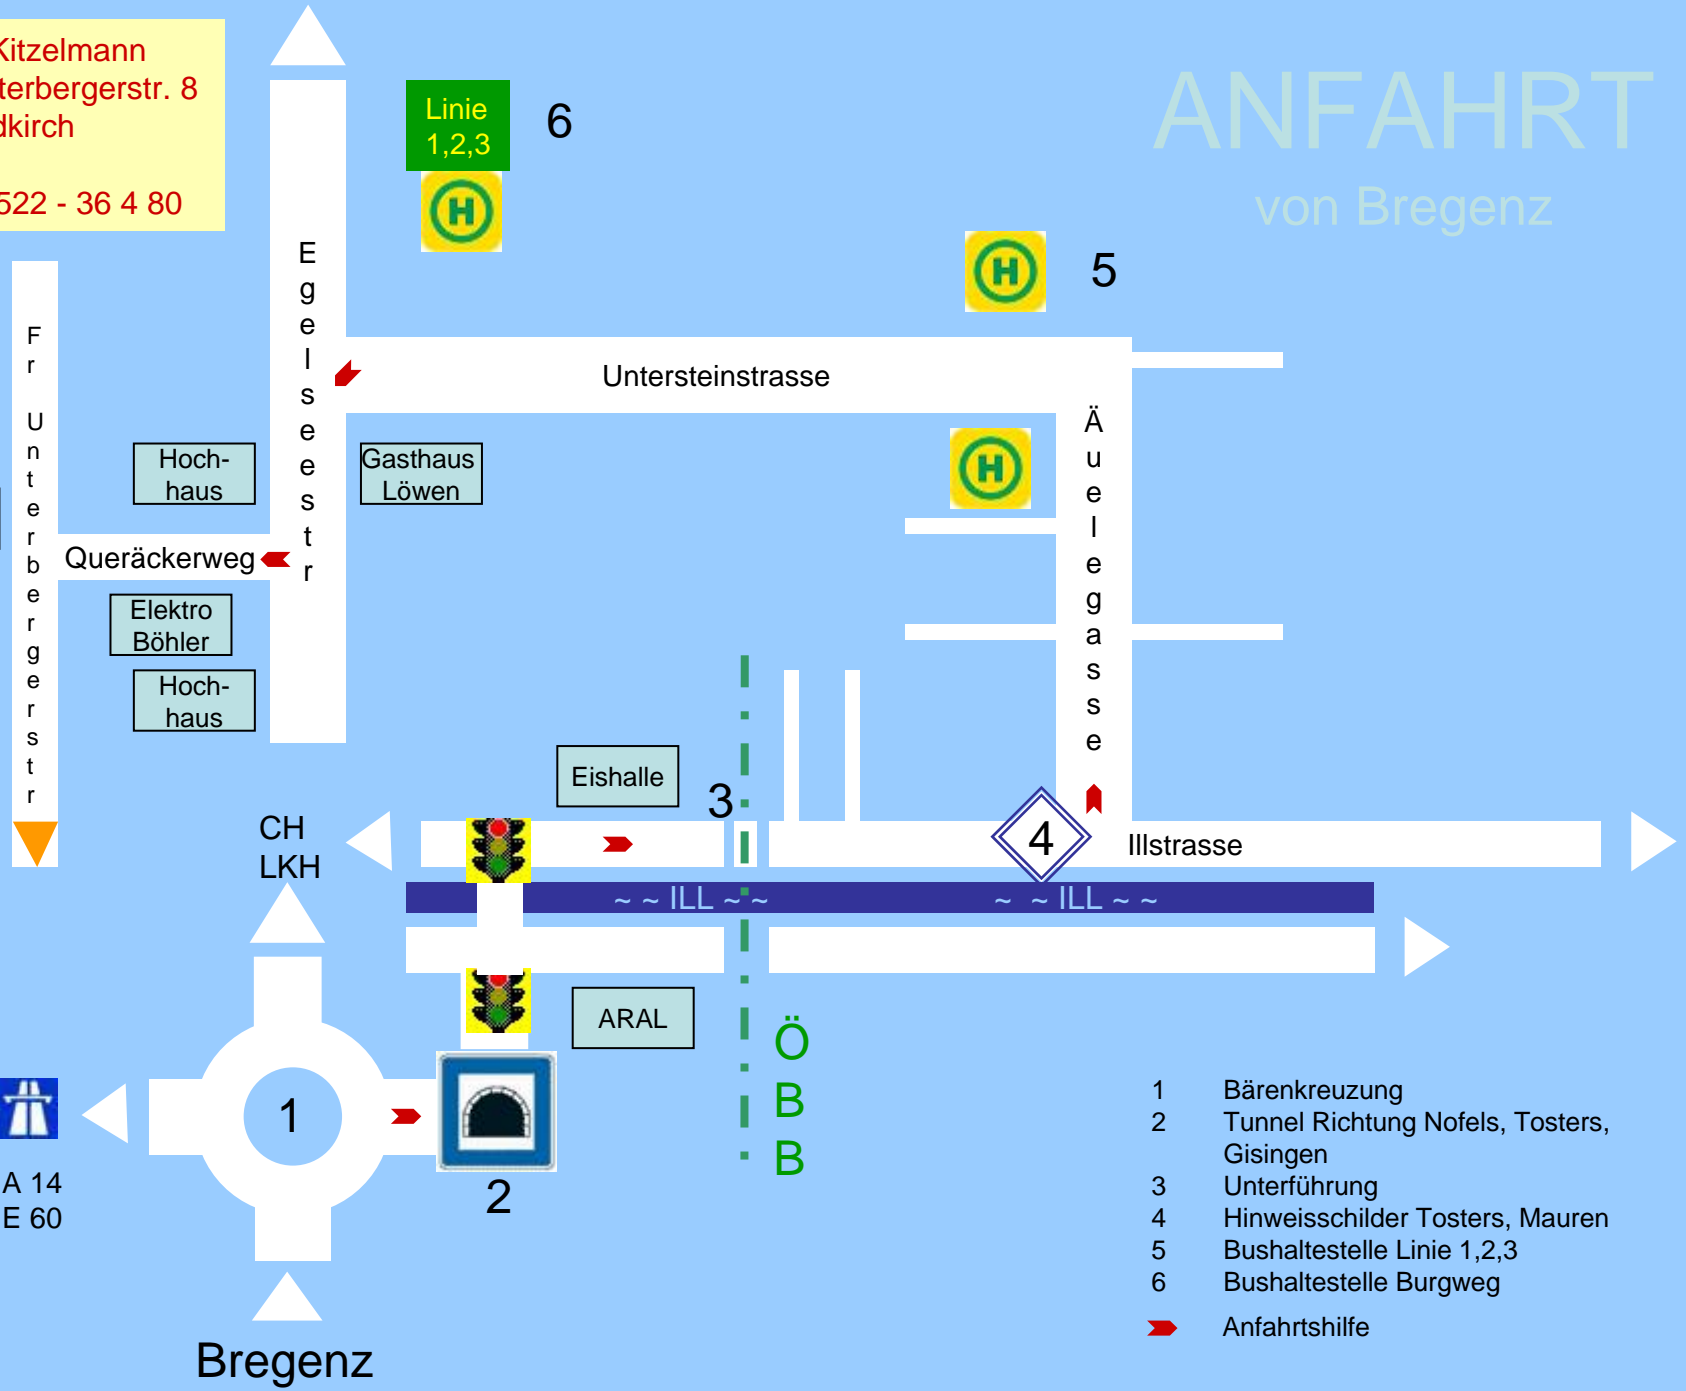 Kitzelmann
terbergerstr. 8
dkirch
522 - 36 4 80
ANFAHRT
von Bregenz
Linie
1,2,3
6
H
H
5
H
Egelseestr
Untersteinstrasse
Äuelegasse
Fr Unterbergerstr
Hoch-
haus
Gasthaus
Löwen
Queräckerweg
Elektro
Böhler
Hoch-
haus
Eishalle
3
CH
LKH
4
Illstrasse
~ ~ ILL ~ ~
~ ~ ILL ~ ~
ARAL
ÖBB
1
2
A 14
E 60
Bregenz
1 Bärenkreuzung
2 Tunnel Richtung Nofels, Tosters,
Gisingen
3 Unterführung
4 Hinweisschilder Tosters, Mauren
5 Bushaltestelle Linie 1,2,3
6 Bushaltestelle Burgweg
Anfahrtshilfe